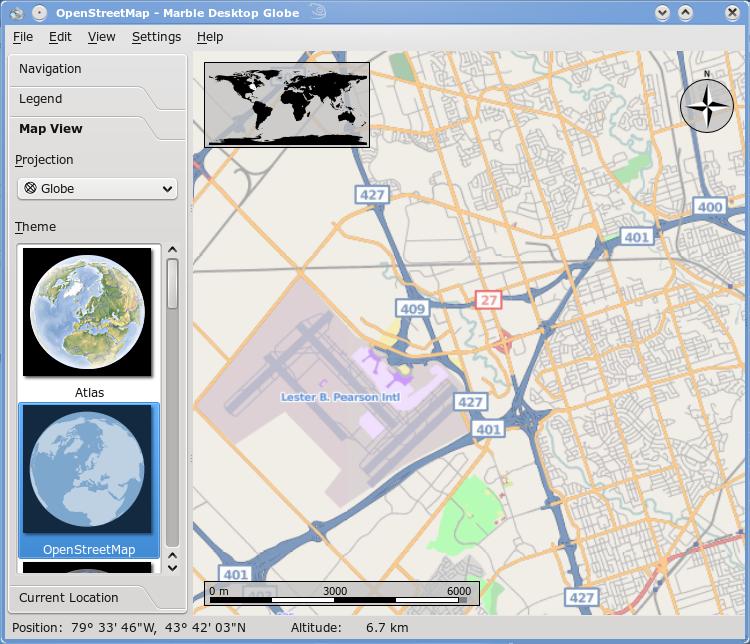 OpenStreetMap – Marble Desktop Globe
File Edit View Settings Help
Navigation
Legend
Map View
Projection
Globe
Theme
Atlas
OpenStreetMap
Current Location
N
427
400
401
27
409
Lester B. Pearson Intl
427
401
401
427
0 m 3000 6000
Position: 79° 33' 46"W, 43° 42' 03"N Altitude: 6.7 km